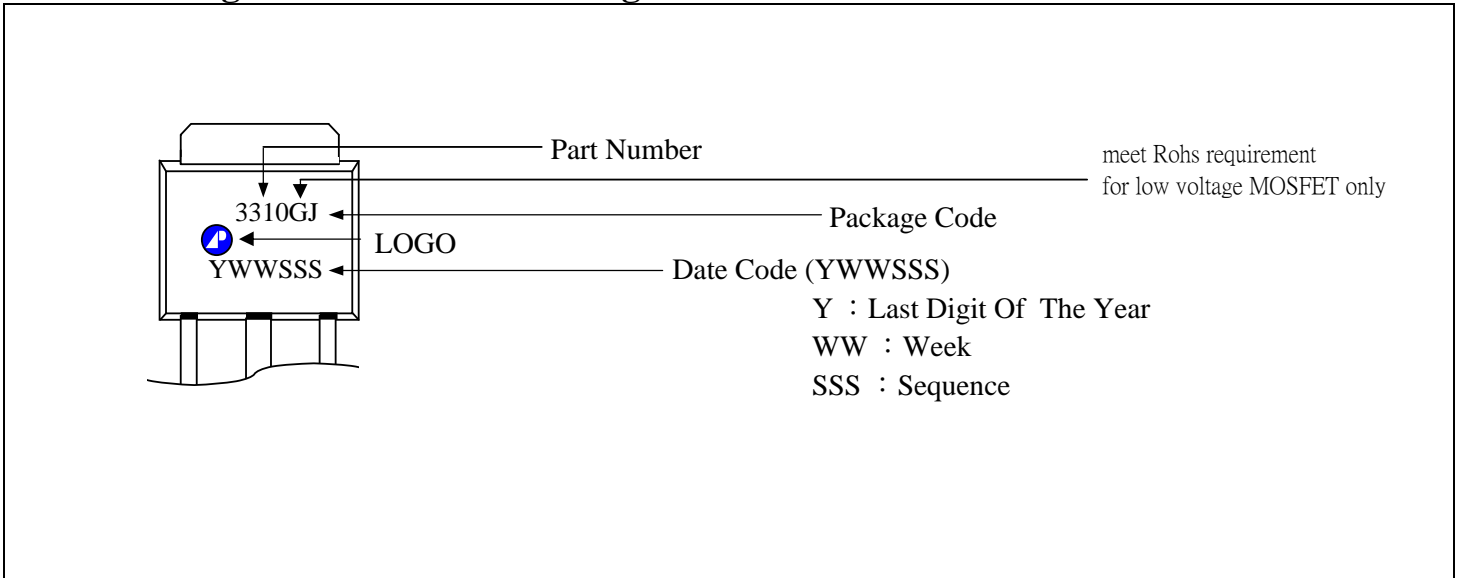 Part Number
meet Rohs requirement
for low voltage MOSFET only
3310GJ
Package Code
LOGO
YWWSSS
Date Code (YWWSSS)
Y ：Last Digit Of The Year
WW ：Week
SSS ：Sequence